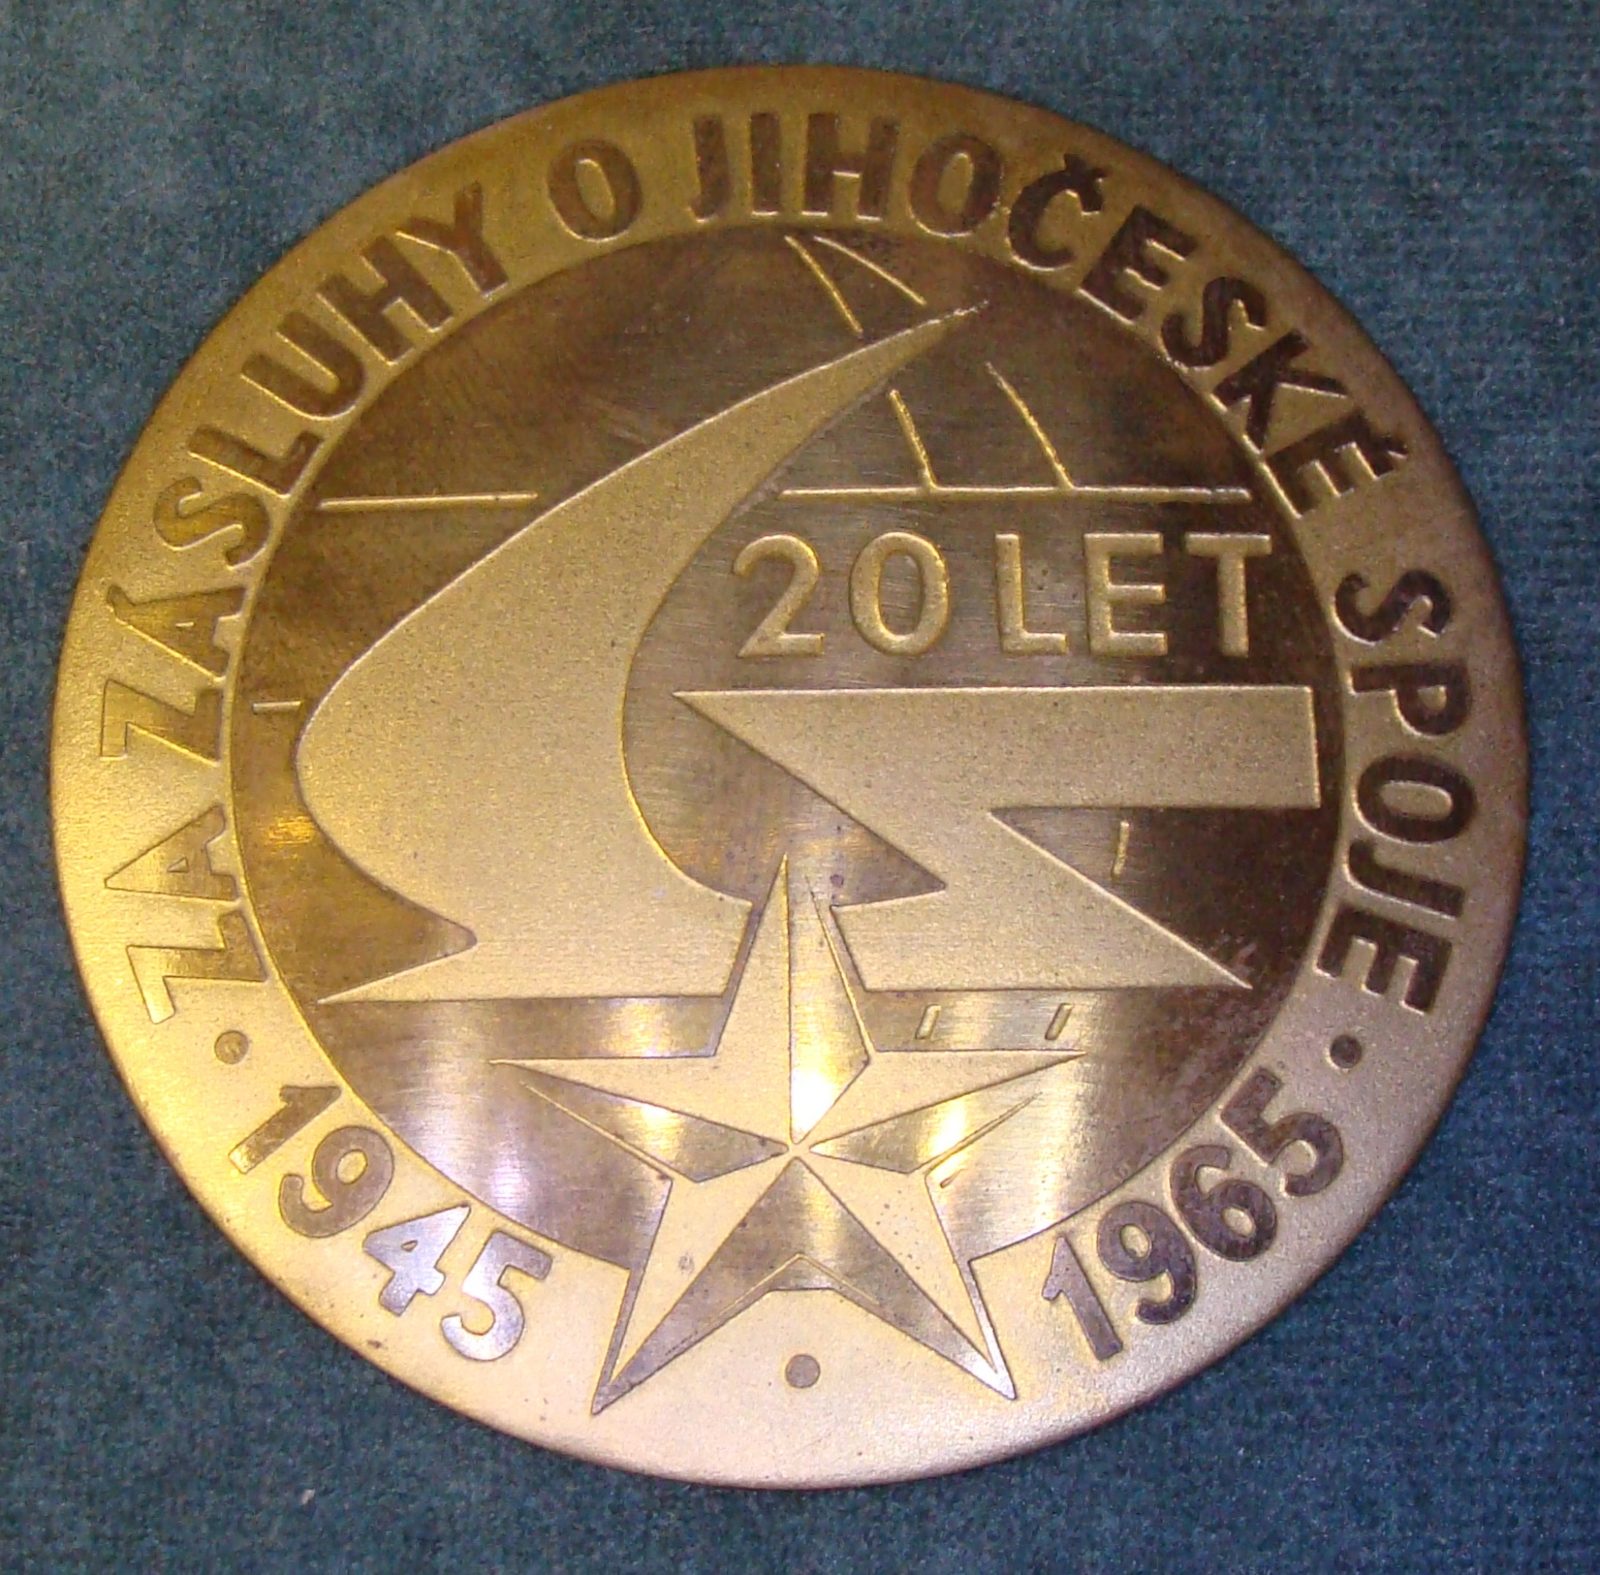 ZA ZÁSLUHY O JIHOČESKÉ SPOJE
20 LET
1945 1965